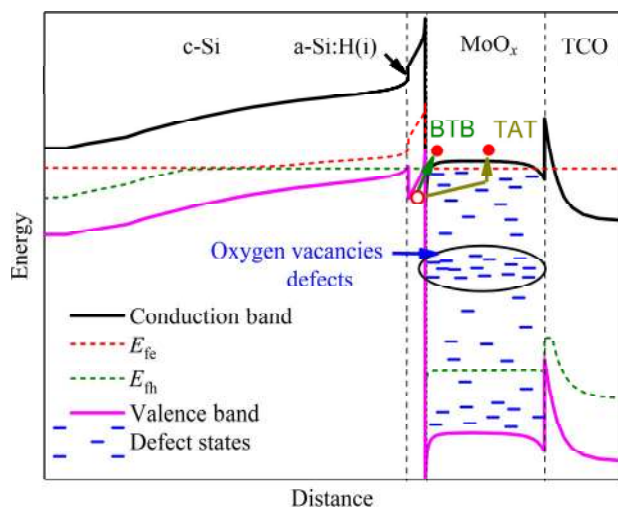 c-Si
a-Si:H(i)
MoOx
TCO
BTB
TAT
Energy
Oxygen vacancies
defects
Conduction band
Efe
Efh
Valence band
Defect states
Distance